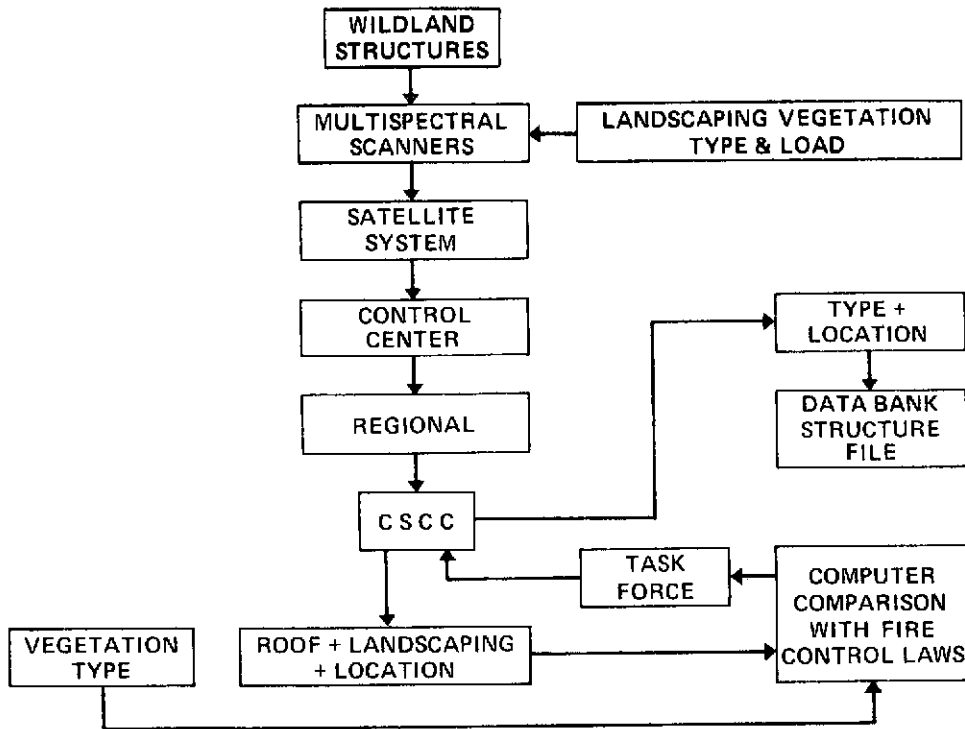 WILDLAND
STRUCTURES
MULTISPECTRAL
SCANNERS
LANDSCAPING VEGETATION
TYPE & LOAD
SATELLITE
SYSTEM
CONTROL
CENTER
TYPE +
LOCATION
REGIONAL
DATA BANK
STRUCTURE
FILE
CSCC
TASK
FORCE
COMPUTER
COMPARISON
WITH FIRE
CONTROL LAWS
VEGETATION
TYPE
ROOF + LANDSCAPING
+ LOCATION